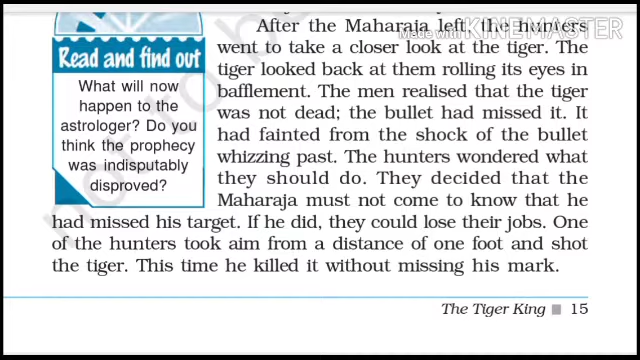 After the Maharaja left, the hunters
Made with KINEMASTER
went to take a closer look at the tiger. The
tiger looked back at them rolling its eyes in
bafflement. The men realised that the tiger
was not dead; the bullet had missed it. It
had fainted from the shock of the bullet
whizzing past. The hunters wondered what
they should do. They decided that the
Maharaja must not come to know that he
had missed his target. If he did, they could lose their jobs. One
of the hunters took aim from a distance of one foot and shot
the tiger. This time he killed it without missing his mark.
Read and find out
What will now
happen to the
astrologer? Do you
think the prophecy
was indisputably
disproved?
not to b
The Tiger King 15